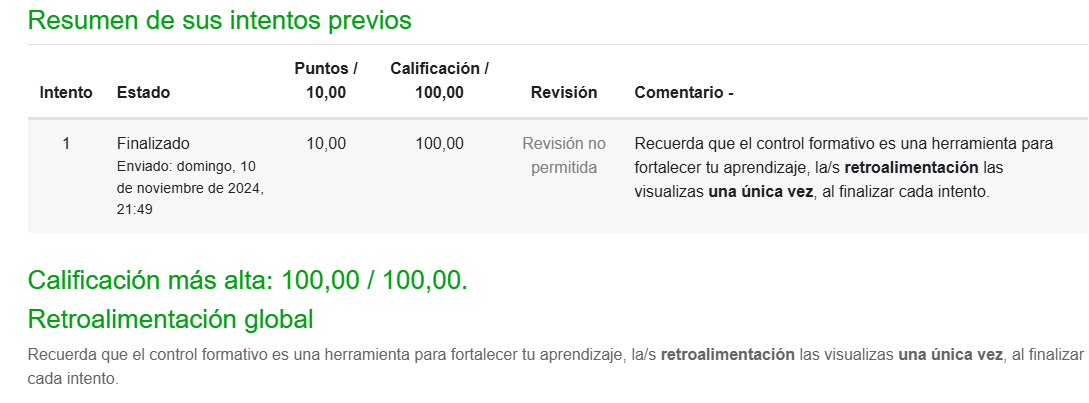 Resumen de sus intentos previos
Intento Estado Puntos / 10,00 Calificación / 100,00 Revisión Comentario -
1 Finalizado 10,00 100,00 Revisión no permitida Recuerda que el control formativo es una herramienta para
Enviado: domingo, 10 fortalecer tu aprendizaje, la/s retroalimentación las
de noviembre de 2024, visualizas una única vez, al finalizar cada intento.
21:49
Calificación más alta: 100,00 / 100,00.
Retroalimentación global
Recuerda que el control formativo es una herramienta para fortalecer tu aprendizaje, la/s retroalimentación las visualizas una única vez, al finalizar
cada intento.